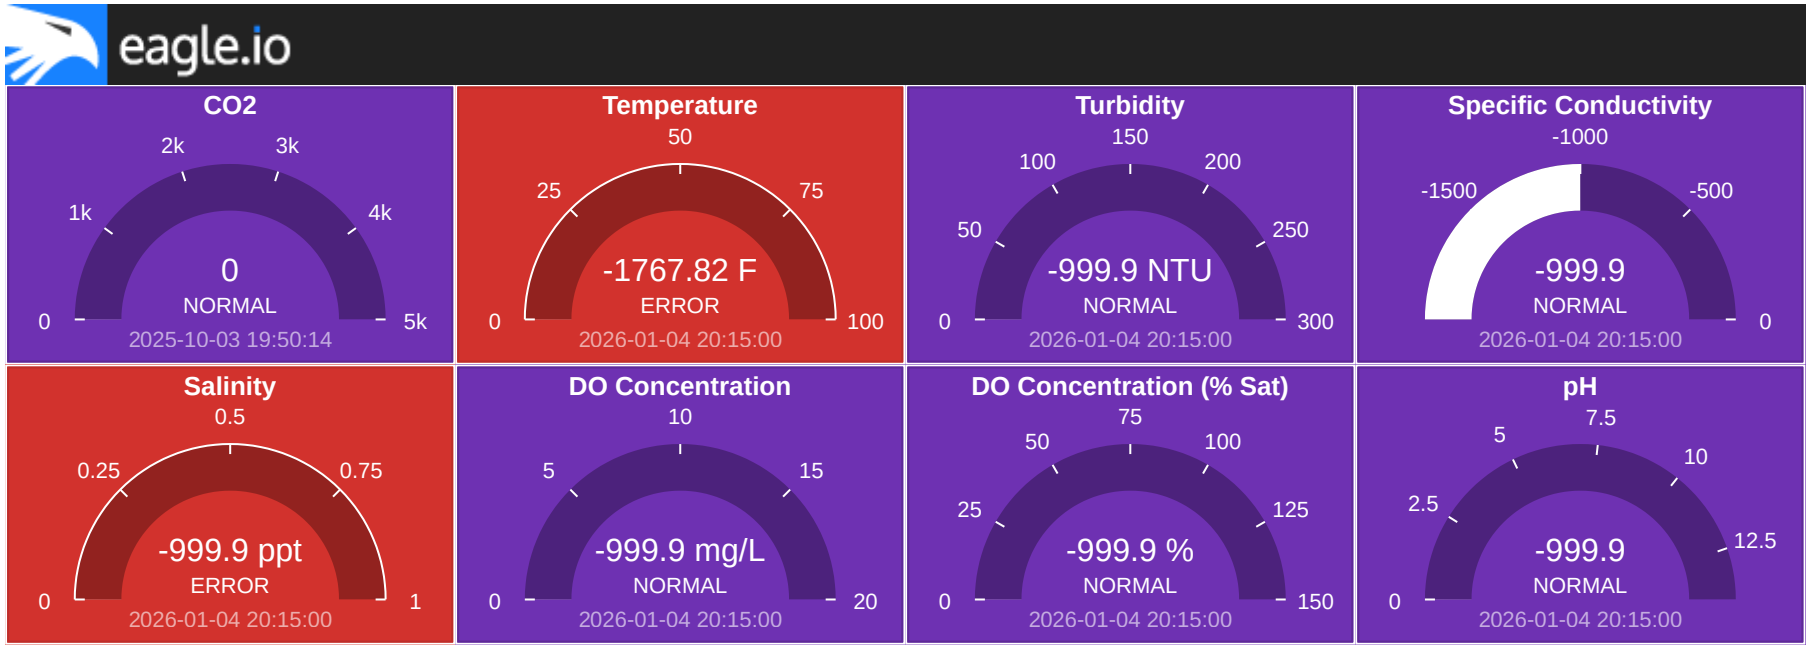 eagle.io
CO2
0
1k
2k
3k
4k
5k
0
NORMAL
2025-10-03 19:50:14
Temperature
0
25
50
75
100
-1767.82 F
ERROR
2026-01-04 20:15:00
Turbidity
0
50
100
150
200
250
300
-999.9 NTU
NORMAL
2026-01-04 20:15:00
Specific Conductivity
-1500
-1000
-500
0
-999.9
NORMAL
2026-01-04 20:15:00
Salinity
0
0.25
0.5
0.75
1
-999.9 ppt
ERROR
2026-01-04 20:15:00
DO Concentration
0
5
10
15
20
-999.9 mg/L
NORMAL
2026-01-04 20:15:00
DO Concentration (% Sat)
0
25
50
75
100
125
150
-999.9 %
NORMAL
2026-01-04 20:15:00
pH
0
2.5
5
7.5
10
12.5
-999.9
NORMAL
2026-01-04 20:15:00